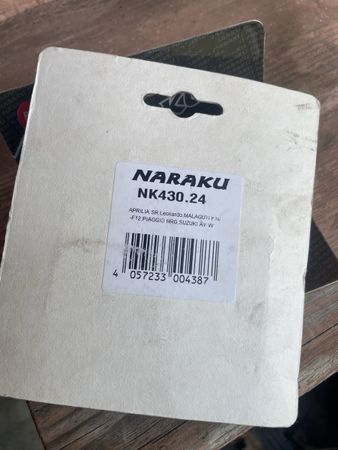 NARAKU
NK430.24
APRILIA SR,Leonardo,MALAGUTI F10
-F12,PIAGGIO NRG,SUZUKI AY W
4 057233 004387